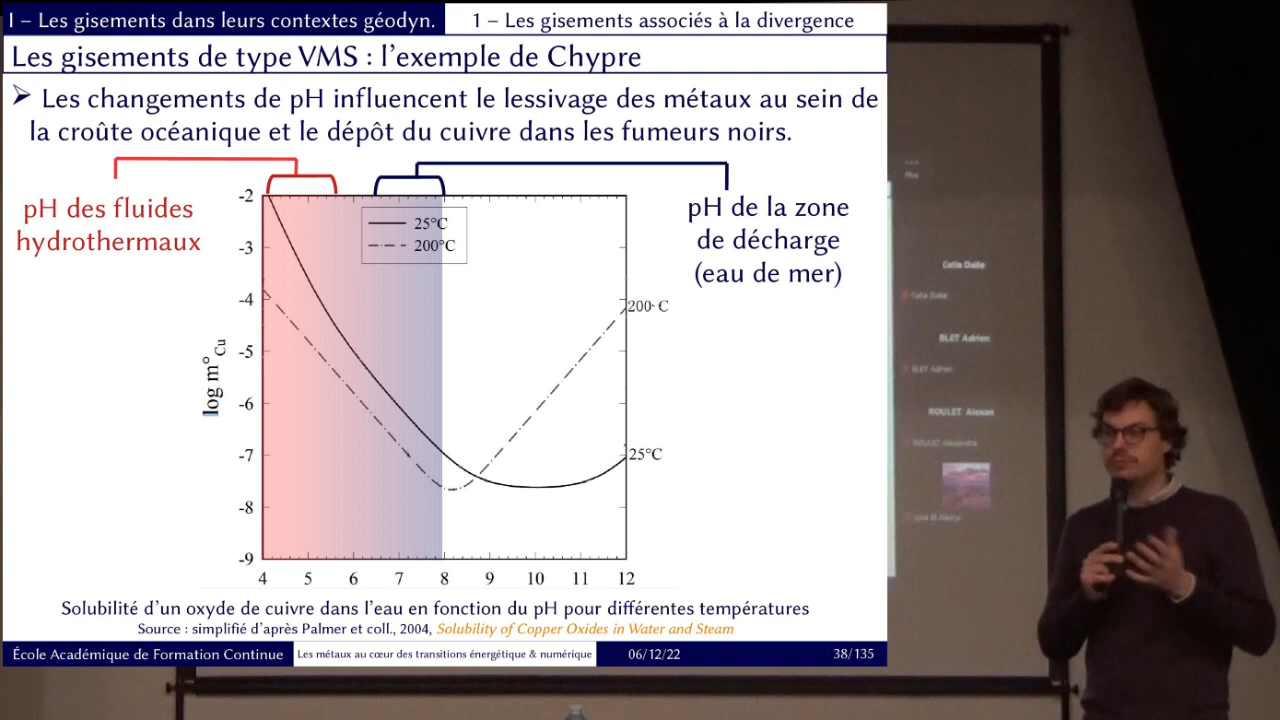 I – Les gisements dans leurs contextes géodyn.
1 – Les gisements associés à la divergence
Les gisements de type VMS : l’exemple de Chypre
➢ Les changements de pH influencent le lessivage des métaux au sein de
la croûte océanique et le dépôt du cuivre dans les fumeurs noirs.
pH des fluides
hydrothermaux
pH de la zone
de décharge
(eau de mer)
25°C
200°C
-2
-3
-4
-5
-6
-7
-8
-9
log m°Cu
200°C
25°C
4 5 6 7 8 9 10 11 12
Solubilité d’un oxyde de cuivre dans l’eau en fonction du pH pour différentes températures
Source : simplifié d’après Palmer et coll., 2004, Solubility of Copper Oxides in Water and Steam
École Académique de Formation Continue
Les métaux au cœur des transitions énergétique & numérique
06/12/22
38/135
BLET Adrien
BLET Adrien
ROULET